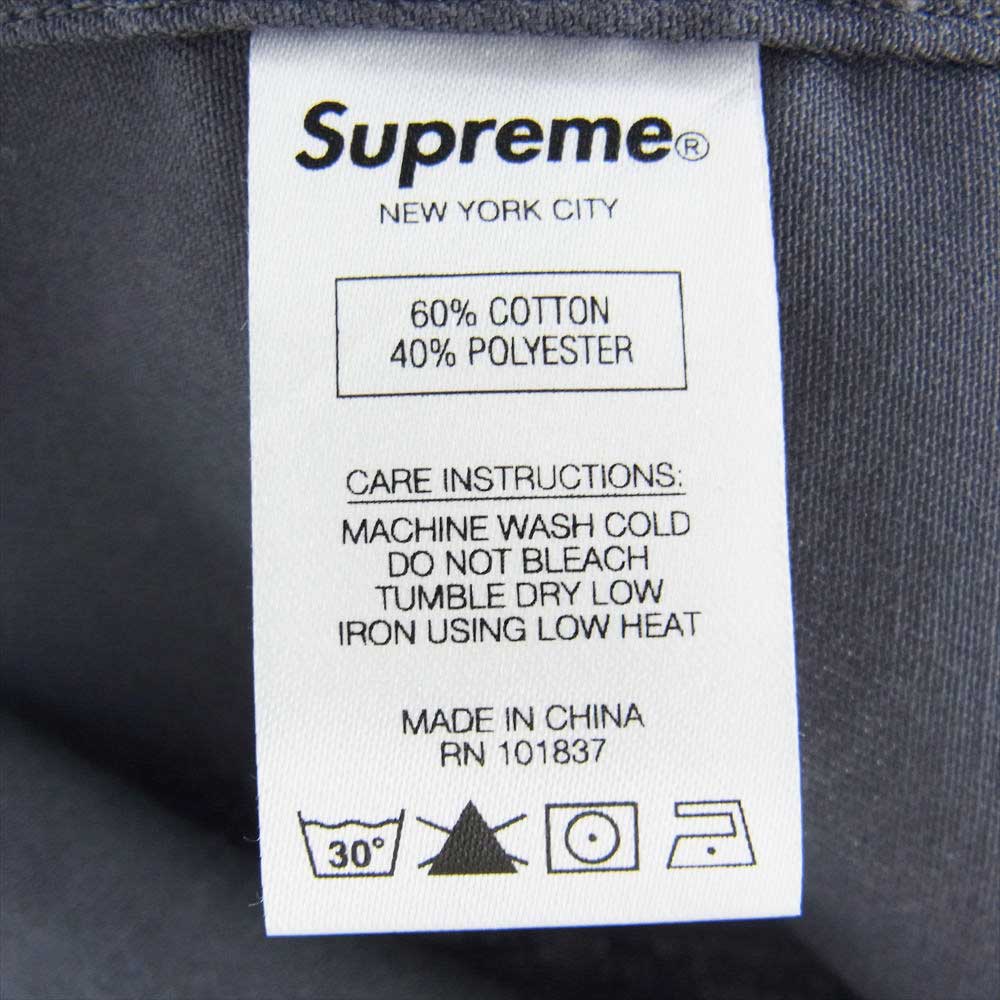 Supreme®
NEW YORK CITY
60% COTTON
40% POLYESTER
CARE INSTRUCTIONS:
MACHINE WASH COLD
DO NOT BLEACH
TUMBLE DRY LOW
IRON USING LOW HEAT
MADE IN CHINA
RN 101837
30°